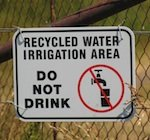 RECYCLED WATER
IRRIGATION AREA
DO
NOT
DRINK